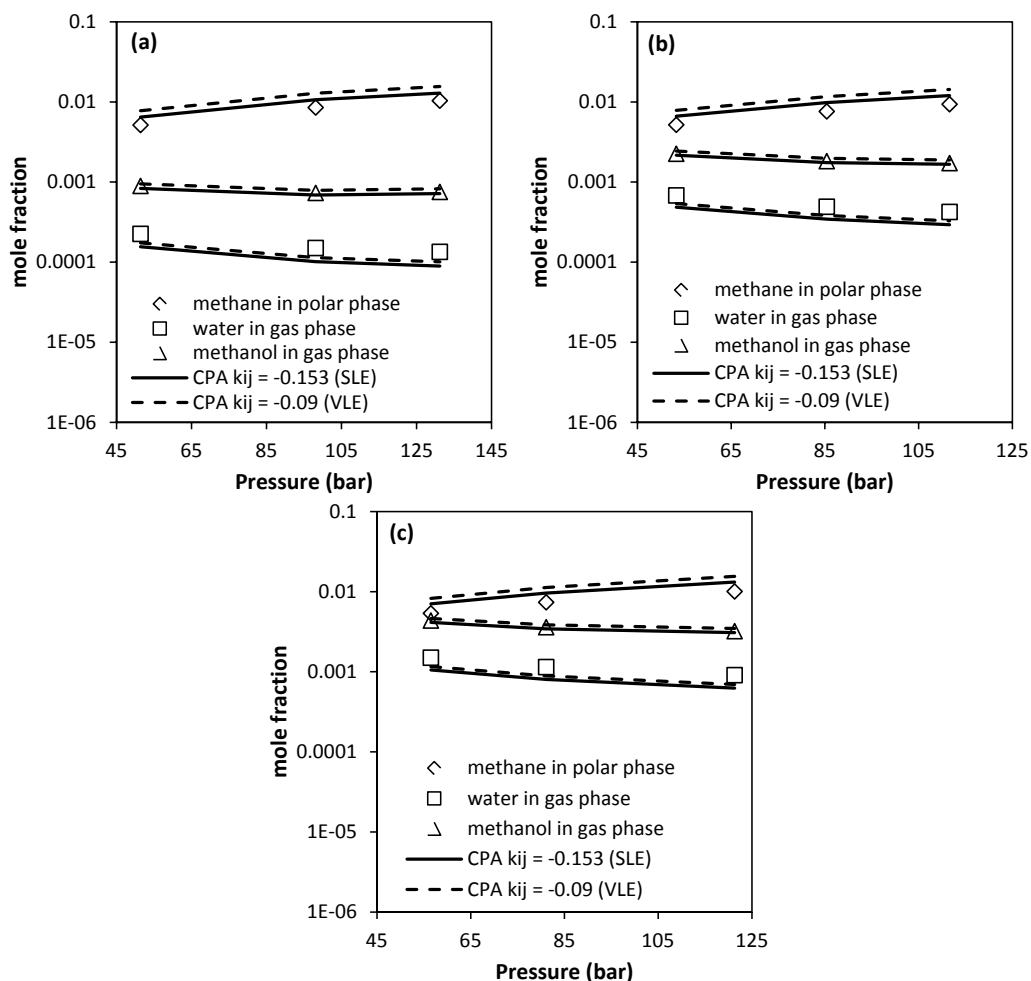 (a)
0.1
0.01
0.001
0.0001
1E-05
1E-06
mole fraction
methane in polar phase
water in gas phase
methanol in gas phase
CPA kij = -0.153 (SLE)
CPA kij = -0.09 (VLE)
45 65 85 105 125 145
Pressure (bar)
(b)
0.1
0.01
0.001
0.0001
1E-05
1E-06
mole fraction
methane in polar phase
water in gas phase
methanol in gas phase
CPA kij = -0.153 (SLE)
CPA kij = -0.09 (VLE)
45 65 85 105 125
Pressure (bar)
(c)
0.1
0.01
0.001
0.0001
1E-05
1E-06
mole fraction
methane in polar phase
water in gas phase
methanol in gas phase
CPA kij = -0.153 (SLE)
CPA kij = -0.09 (VLE)
45 65 85 105 125
Pressure (bar)